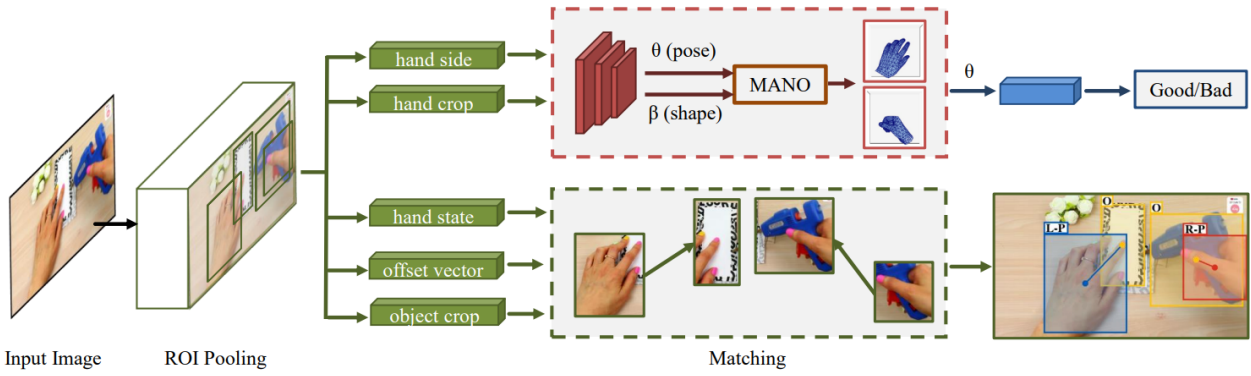 hand side
hand crop
θ (pose)
β (shape)
MANO
θ
Good/Bad
hand state
offset vector
object crop
L-P
O
O
R-P
Input Image
ROI Pooling
Matching